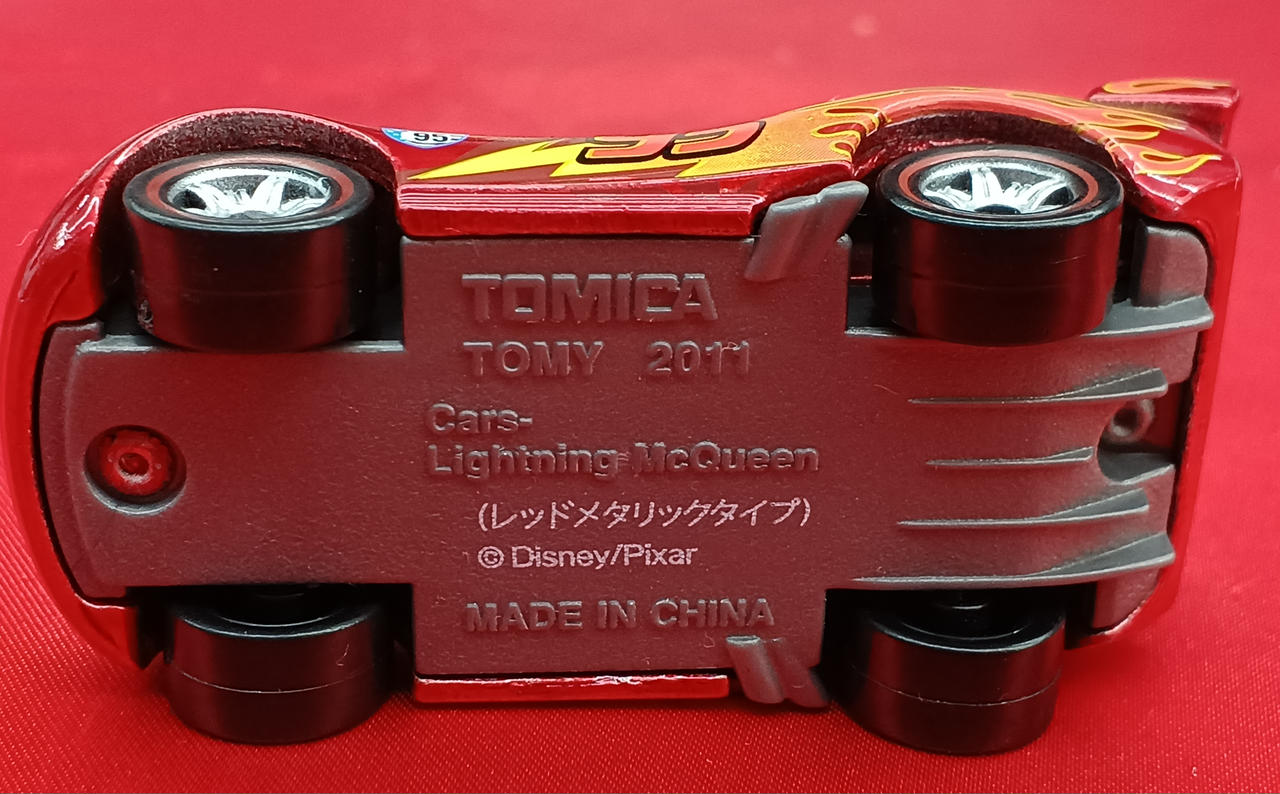 95
95
TOMICA
TOMY 2011
Cars-
Lightning McQueen
(レッドメタリックタイプ)
©Disney/Pixar
MADE IN CHINA